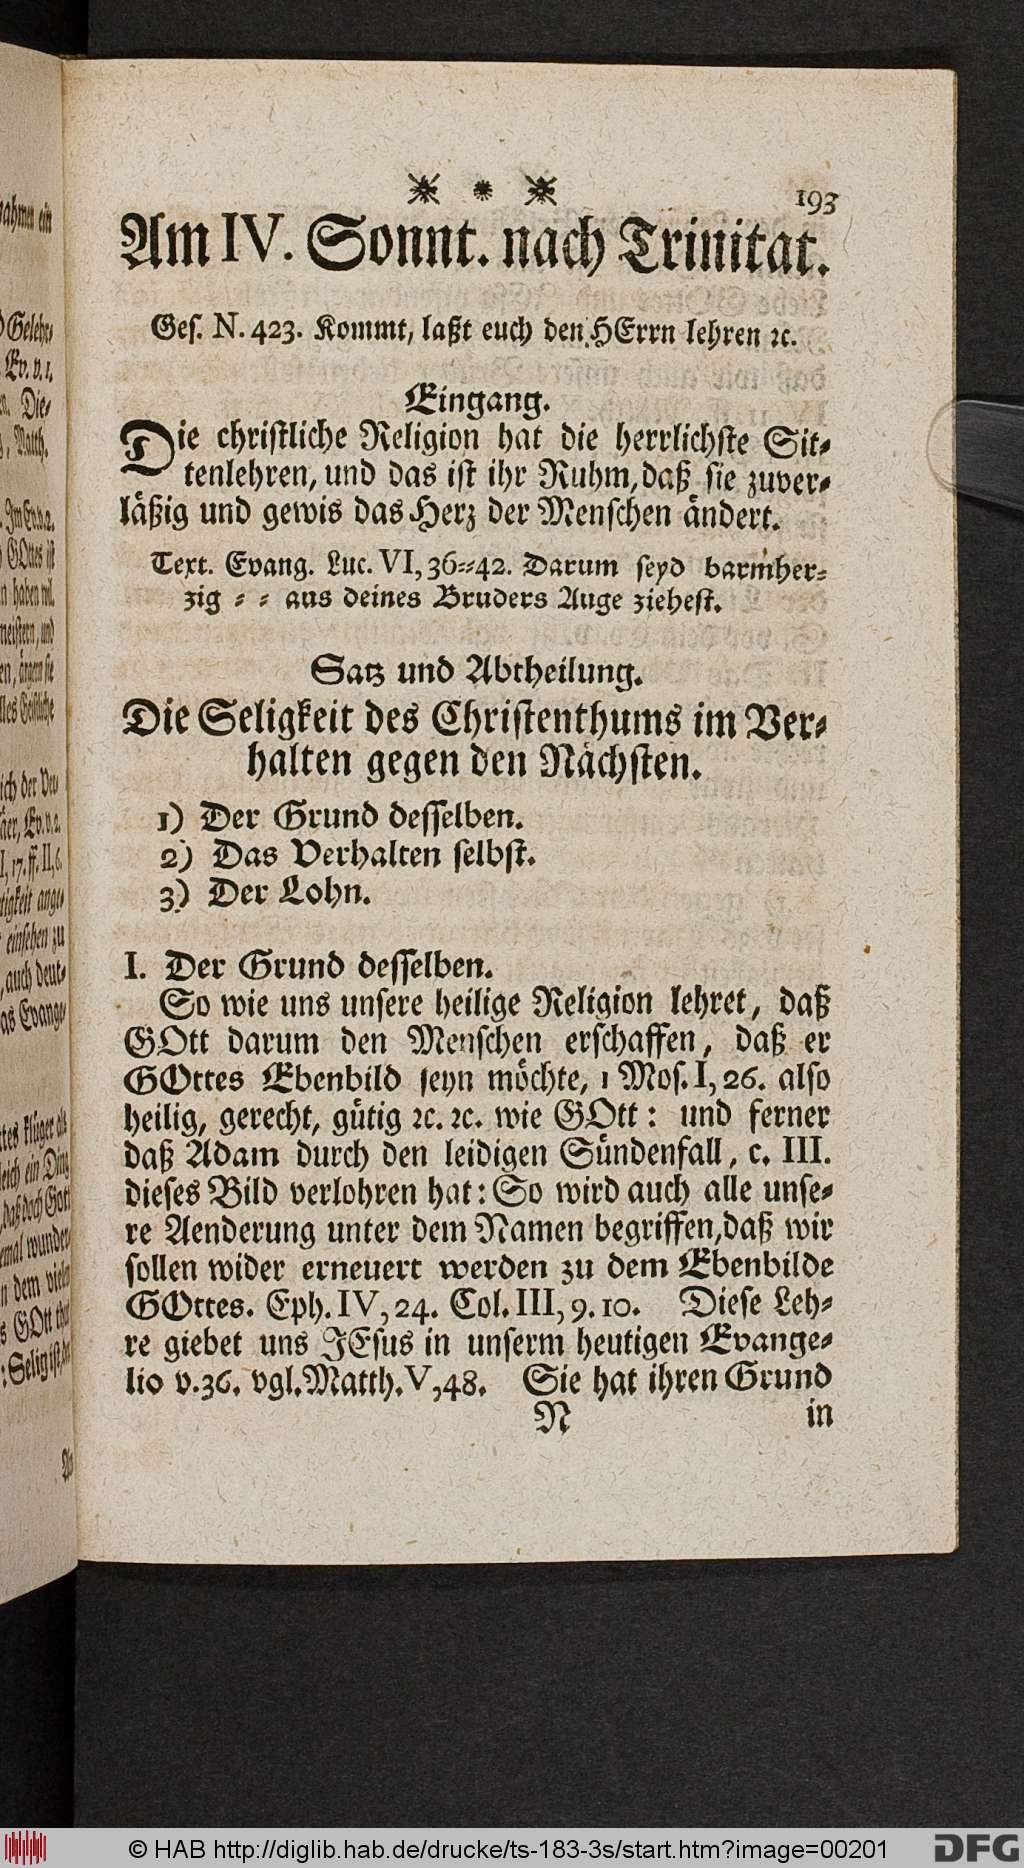 193
Am IV. Sonnt. nach Trinitat.
Ges. N. 423. Kommt, laßt euch den HErrn lehren ꝛc.
Eingang.
Die christliche Religion hat die herrlichste Sit-
tenlehren, und das ist ihr Ruhm, daß sie zuver-
läßig und gewis das Herz der Menschen ändert.
Text. Evang. Luc. VI, 36--42. Darum seyd barmher-
zig - - aus deines Bruders Auge ziehest.
Satz und Abtheilung.
Die Seligkeit des Christenthums im Ver-
halten gegen den Nächsten.
1) Der Grund desselben.
2) Das Verhalten selbst.
3) Der Lohn.
I. Der Grund desselben.
So wie uns unsere heilige Religion lehret, daß
GOtt darum den Menschen erschaffen, daß er
GOttes Ebenbild seyn möchte, 1 Mos. I, 26. also
heilig, gerecht, gütig ꝛc. ꝛc. wie GOtt: und ferner
daß Adam durch den leidigen Sündenfall, c. III.
dieses Bild verlohren hat: So wird auch alle unse-
re Aenderung unter dem Namen begriffen, daß wir
sollen wider erneuert werden zu dem Ebenbilde
GOttes. Eph. IV, 24. Col. III, 9. 10. Diese Leh-
re giebet uns JEsus in unserm heutigen Evange-
lio v. 36. vgl. Matth. V, 48. Sie hat ihren Grund
N in
© HAB http://diglib.hab.de/drucke/ts-183-3s/start.htm?image=00201
DFG